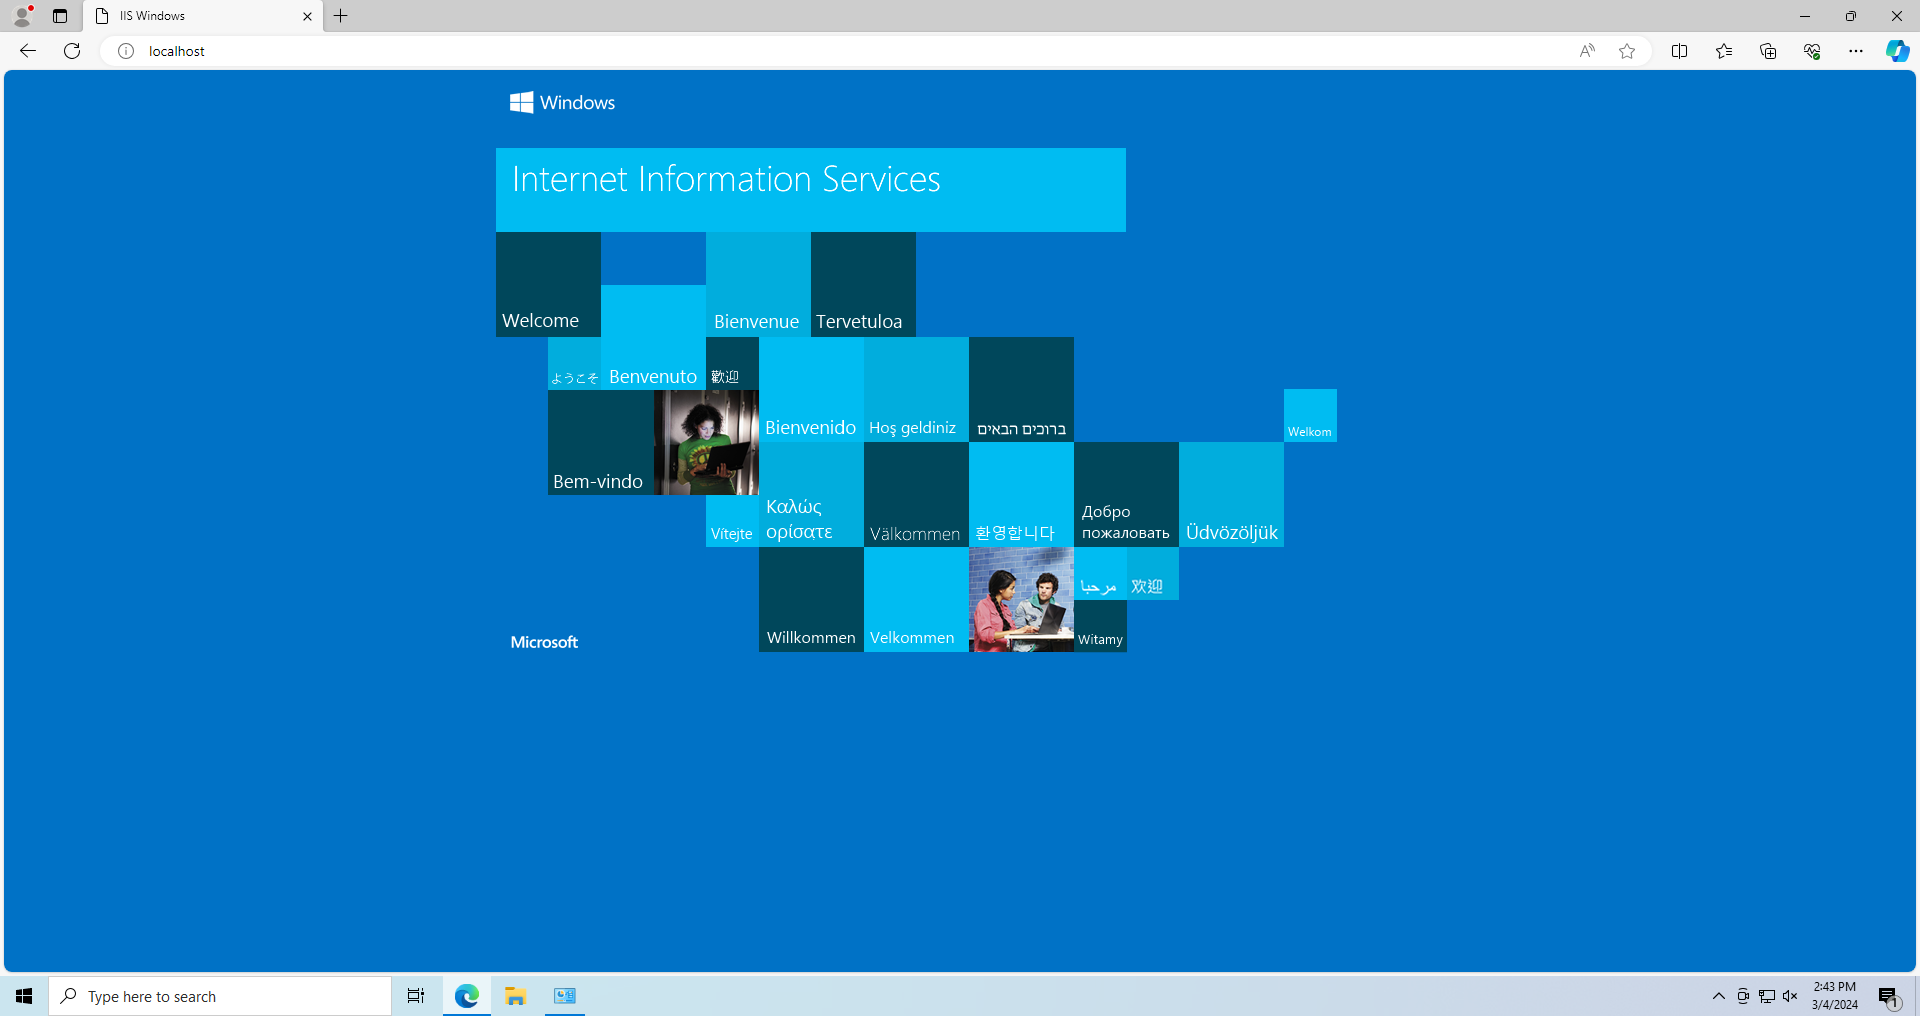 IIS Windows
localhost
Windows
Internet Information Services
Welcome
Bienvenue
Tervetuloa
ようこそ
Benvenuto
歡迎
Bienvenido
Hoş geldiniz
ברוכים הבאים
Welkom
Bem-vindo
Vítejte
Καλώς
ορίσατε
Välkommen
환영합니다
Добро
пожаловать
Üdvözöljük
Microsoft
Willkommen
Velkommen
مرحبا
欢迎
Witamy
Type here to search
2:43 PM
3/4/2024
1